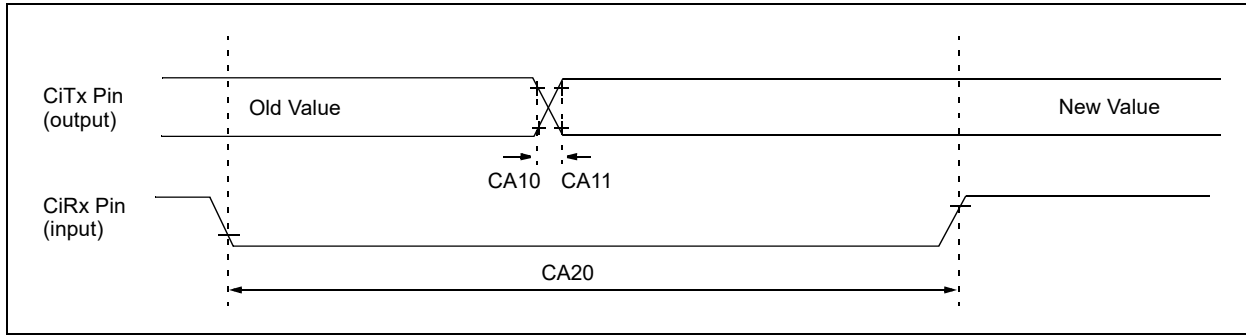 CiTx Pin
(output)
Old Value
New Value
CA10 CA11
CiRx Pin
(input)
CA20